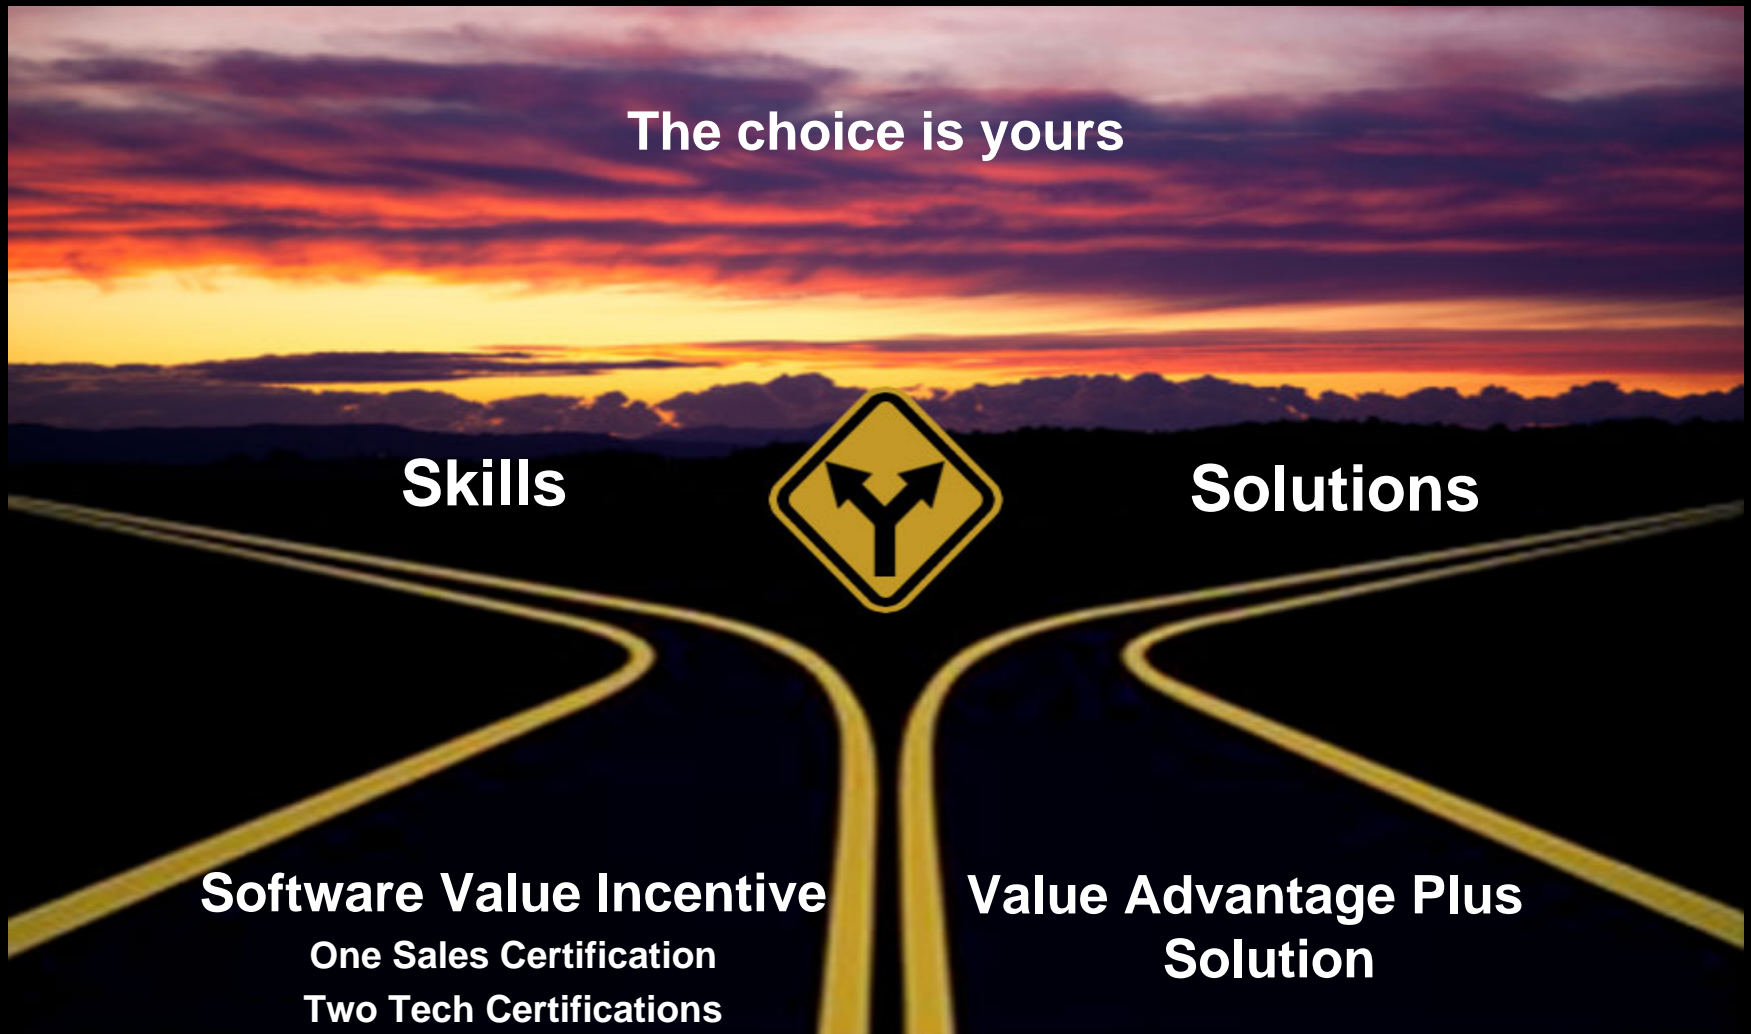 The choice is yours
Skills
Solutions
Software Value Incentive
One Sales Certification
Two Tech Certifications
Value Advantage Plus
Solution